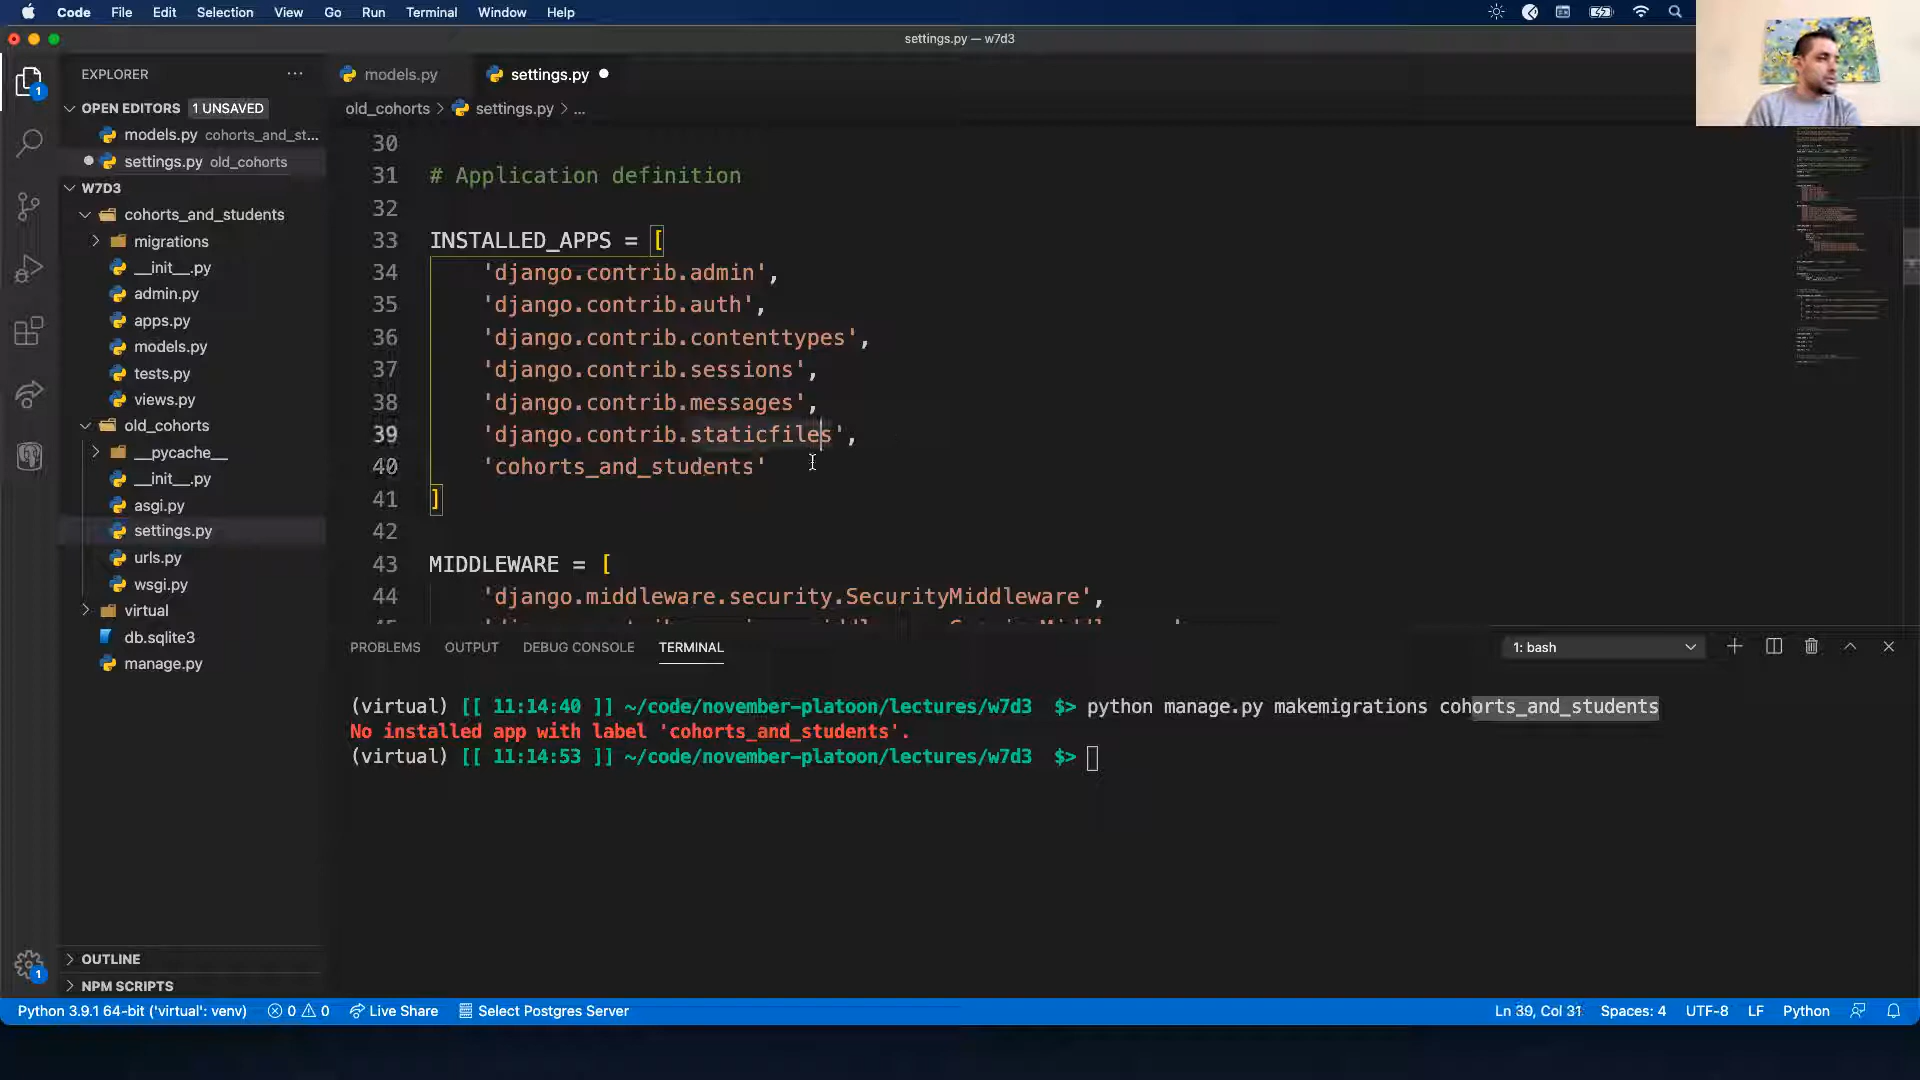 Code File Edit Selection View Go Run Terminal Window Help
settings.py — w7d3
EXPLORER
models.py
settings.py
OPEN EDITORS 1 UNSAVED
old_cohorts > settings.py > ...
models.py cohorts_and_st...
settings.py old_cohorts
W7D3
cohorts_and_students
migrations
__init__.py
admin.py
apps.py
models.py
tests.py
views.py
old_cohorts
__pycache__
__init__.py
asgi.py
settings.py
urls.py
wsgi.py
virtual
db.sqlite3
manage.py
OUTLINE
NPM SCRIPTS
30
31 # Application definition
32
33 INSTALLED_APPS = [
34 'django.contrib.admin',
35 'django.contrib.auth',
36 'django.contrib.contenttypes',
37 'django.contrib.sessions',
38 'django.contrib.messages',
39 'django.contrib.staticfiles',
40 'cohorts_and_students'
41 ]
42
43 MIDDLEWARE = [
44 'django.middleware.security.SecurityMiddleware',
PROBLEMS OUTPUT DEBUG CONSOLE TERMINAL
1: bash
(virtual) [[ 11:14:40 ]] ~/code/november-platoon/lectures/w7d3 $> python manage.py makemigrations cohorts_and_students
No installed app with label 'cohorts_and_students'.
(virtual) [[ 11:14:53 ]] ~/code/november-platoon/lectures/w7d3 $>
1
1
Python 3.9.1 64-bit ('virtual': venv) 0 0 Live Share Select Postgres Server
Ln 39, Col 31 Spaces: 4 UTF-8 LF Python